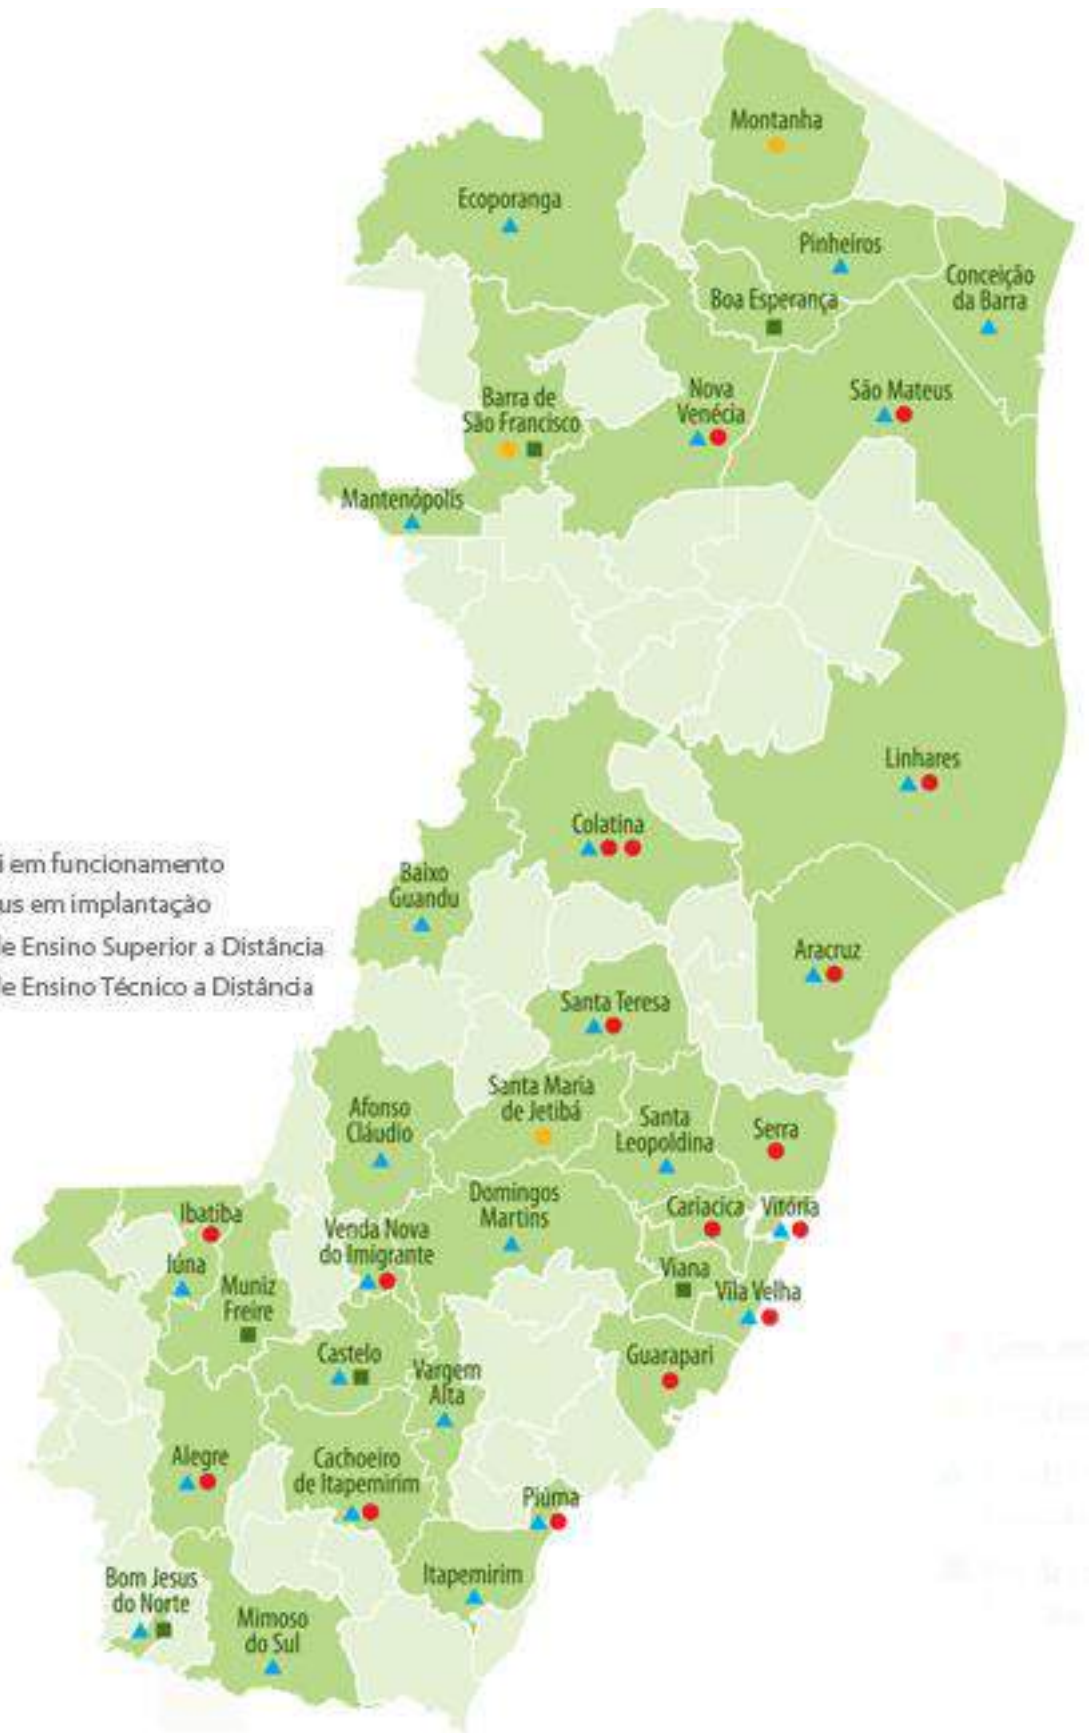 Montanha
Ecoporanga
Pinheiros
Conceição
da Barra
Boa Esperança
Nova
Venécia
São Mateus
Barra de
São Francisco
Mantenópolis
Linhares
Colatina
i em funcionamento
us em implantação
Baixo
Guandu
le Ensino Superior a Distância
Aracruz
le Ensino Técnico a Distância
Santa Teresa
Santa Maria
de Jetibá
Afonso
Cláudio
Santa
Leopoldina
Serra
Domingos
Martins
Cariacica
Vitória
Ibatiba
Venda Nova
do Imigrante
Iúna
Muniz
Freire
Viana
Vila Velha
Castelo
Vargem
Alta
Guarapari
Alegre
Cachoeiro
de Itapemirim
Piúma
Itapemirim
Bom Jesus
do Norte
Mimoso
do Sul